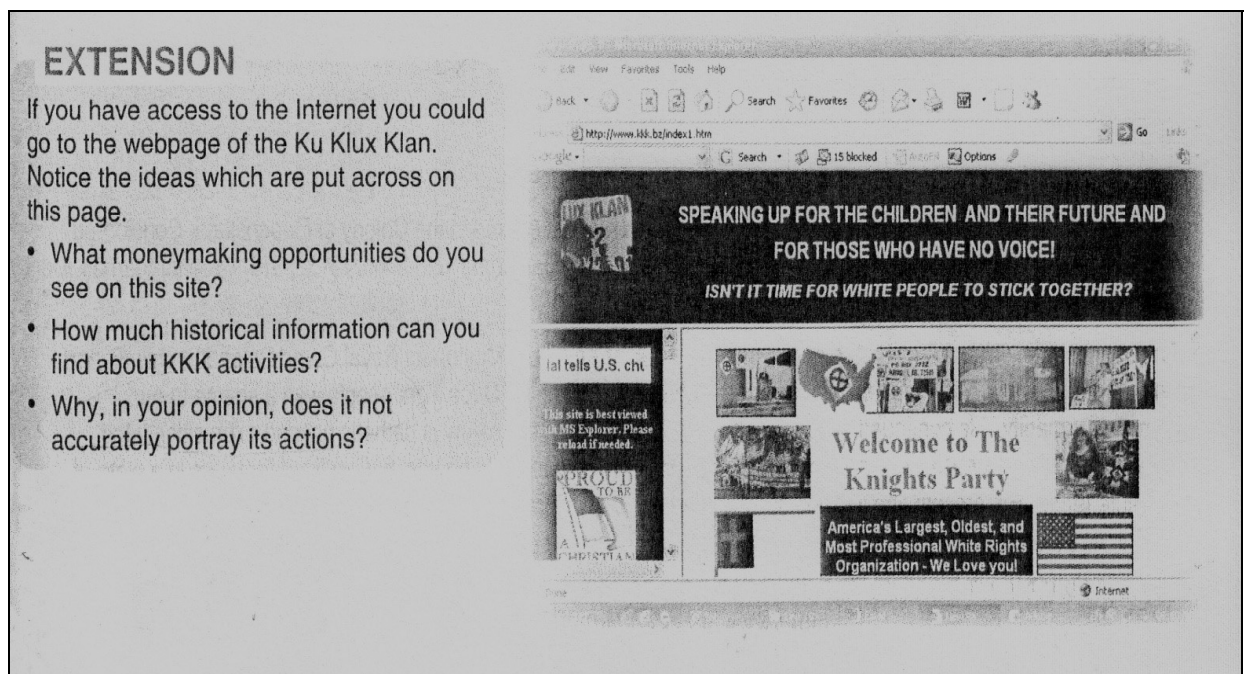 EXTENSION
If you have access to the Internet you could
go to the webpage of the Ku Klux Klan.
Notice the ideas which are put across on
this page.
• What moneymaking opportunities do you
see on this site?
• How much historical information can you
find about KKK activities?
• Why, in your opinion, does it not
accurately portray its actions?
Edit View Favorites Tools Help
Back Search Favorites
http://www.kkk.bz/index1.htm Go Links
Search 15 blocked Options
LUX KLAN
SPEAKING UP FOR THE CHILDREN AND THEIR FUTURE AND
FOR THOSE WHO HAVE NO VOICE!
ISN'T IT TIME FOR WHITE PEOPLE TO STICK TOGETHER?
ial tells U.S. chu
This site is best viewed
with MS Explorer. Please
reload if needed.
PROUD
TO BE
A
CHRISTIAN
Welcome to The
Knights Party
America's Largest, Oldest, and
Most Professional White Rights
Organization - We Love you!
Internet